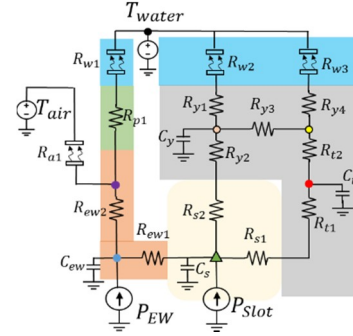 T_water
R_w1
R_w2
R_w3
T_air
R_p1
R_y1
R_y3
R_y4
C_y
R_y2
R_t2
R_a1
R_ew2
R_s2
R_t1
R_ew1
R_s1
C_ew
C_s
P_EW
P_Slot